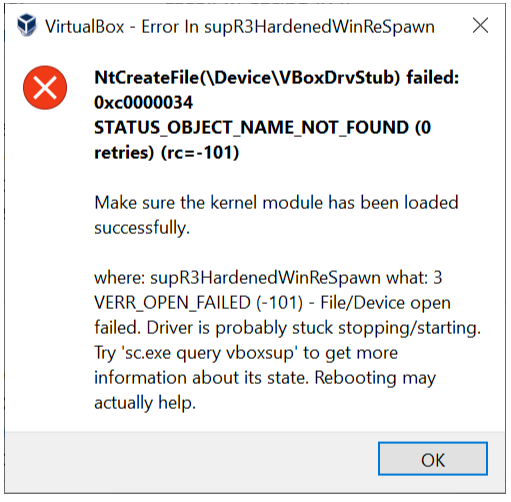 VirtualBox - Error In supR3HardenedWinReSpawn
NtCreateFile(\Device\VBoxDrvStub) failed:
0xc0000034
STATUS_OBJECT_NAME_NOT_FOUND (0
retries) (rc=-101)
Make sure the kernel module has been loaded
successfully.
where: supR3HardenedWinReSpawn what: 3
VERR_OPEN_FAILED (-101) - File/Device open
failed. Driver is probably stuck stopping/starting.
Try 'sc.exe query vboxsup' to get more
information about its state. Rebooting may
actually help.
OK